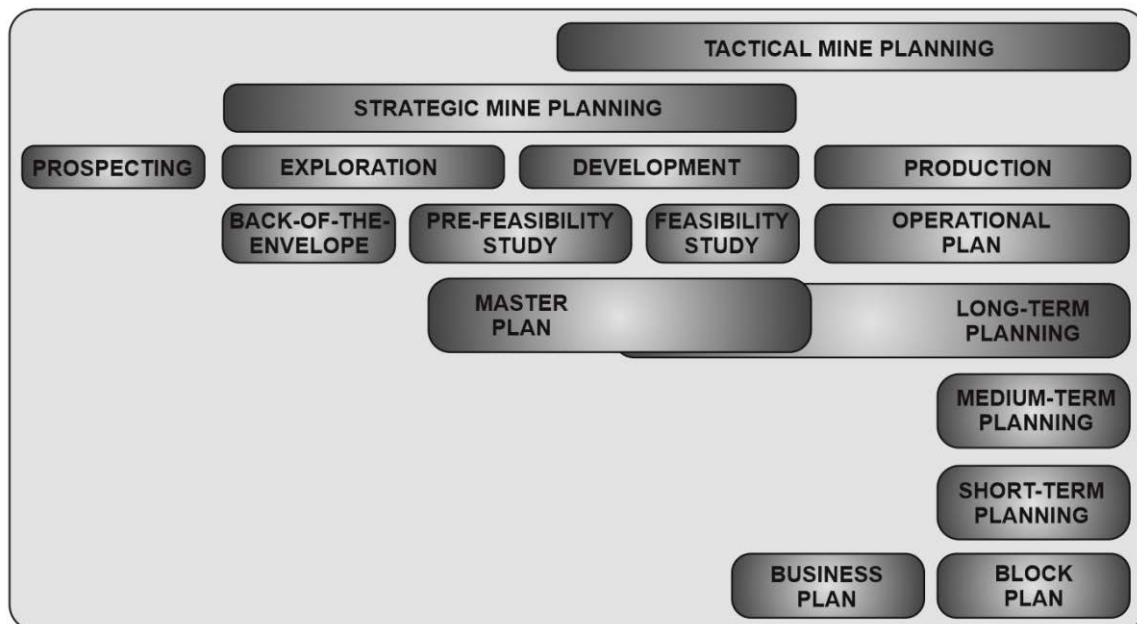 TACTICAL MINE PLANNING
STRATEGIC MINE PLANNING
PROSPECTING
EXPLORATION
DEVELOPMENT
PRODUCTION
BACK-OF-THE-
ENVELOPE
PRE-FEASIBILITY
STUDY
FEASIBILITY
STUDY
OPERATIONAL
PLAN
MASTER
PLAN
LONG-TERM
PLANNING
MEDIUM-TERM
PLANNING
SHORT-TERM
PLANNING
BUSINESS
PLAN
BLOCK
PLAN